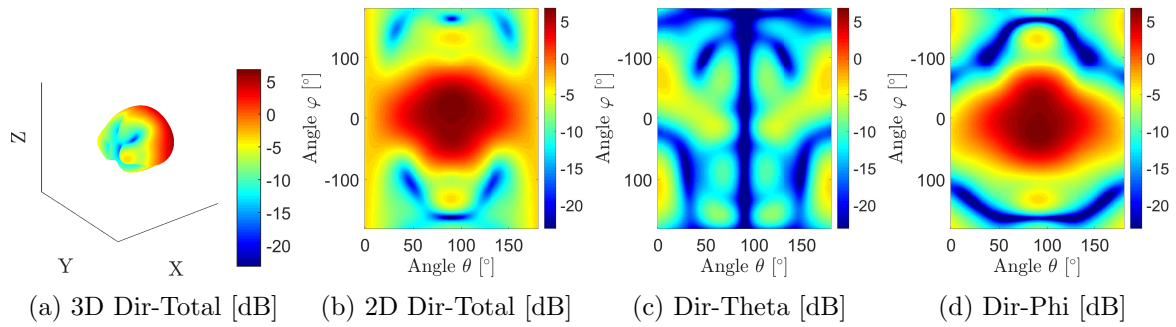 Z
Y
X
5
0
-5
-10
-15
-20
(a) 3D Dir-Total [dB]
100
0
-100
Angle φ [°]
0 50 100 150
Angle θ [°]
5
0
-5
-10
-15
-20
(b) 2D Dir-Total [dB]
-100
0
100
Angle φ [°]
0 50 100 150
Angle θ [°]
5
0
-5
-10
-15
-20
(c) Dir-Theta [dB]
-100
0
100
Angle φ [°]
0 50 100 150
Angle θ [°]
5
0
-5
-10
-15
-20
(d) Dir-Phi [dB]